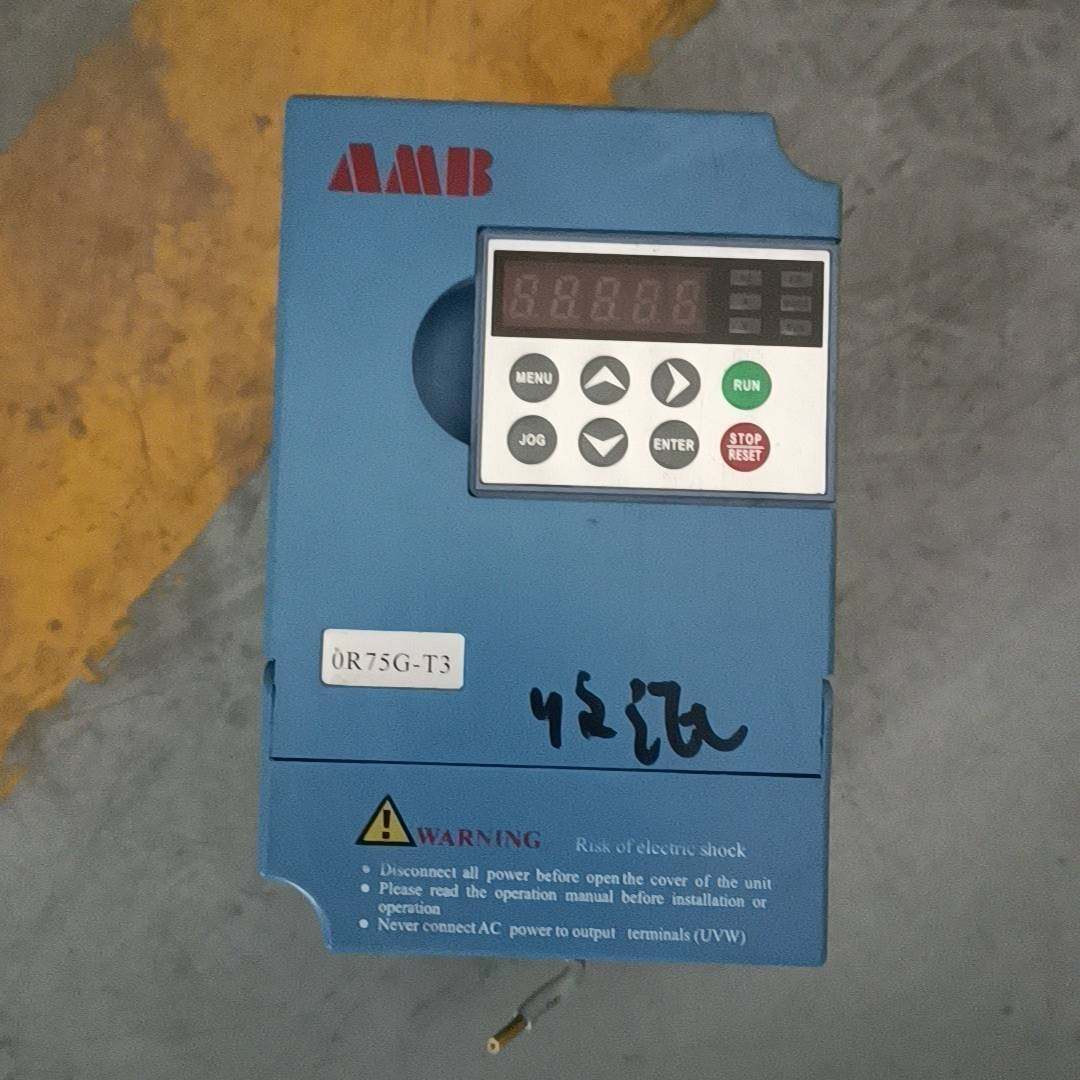 AMB
88888
MENU
RUN
JOG
ENTER
STOP
RESET
0R75G-T3
WARNING Risk of electric shock
• Disconnect all power before open the cover of the unit
• Please read the operation manual before installation or
operation
• Never connect AC power to output terminals (UVW)